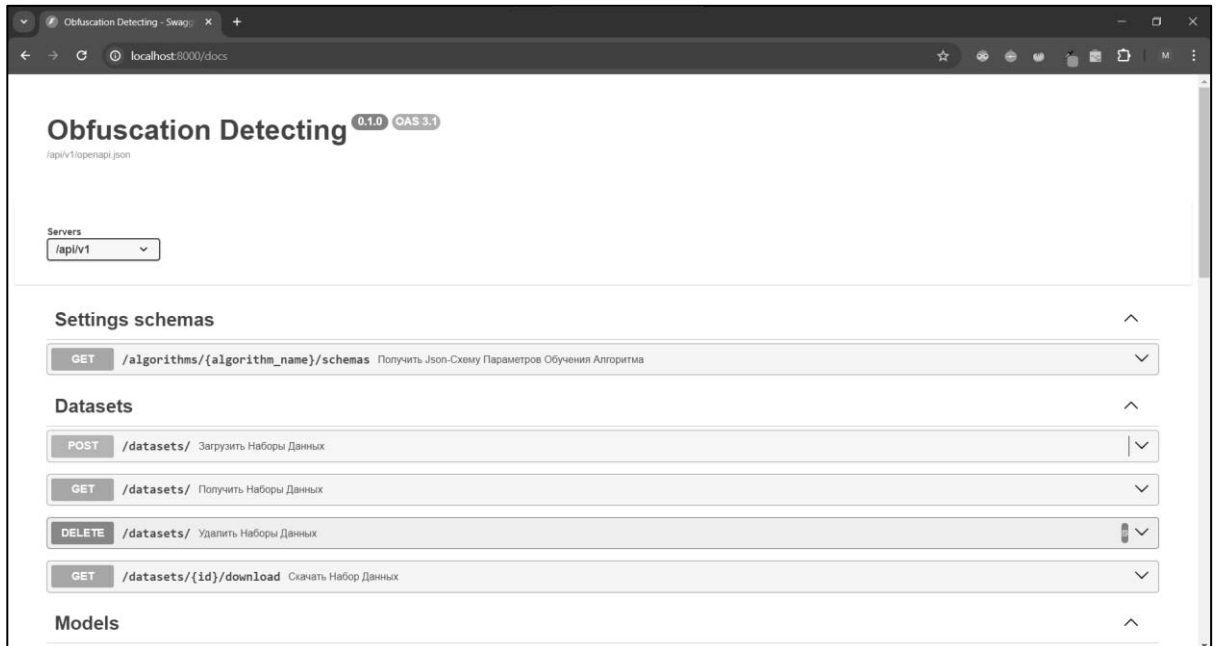 Obfuscation Detecting - Swagg
localhost:8000/docs
M
Obfuscation Detecting 0.1.0 OAS 3.1
/api/v1/openapi.json
Servers
/api/v1
Settings schemas
GET /algorithms/{algorithm_name}/schemas Получить Json-Схему Параметров Обучения Алгоритма
Datasets
POST /datasets/ Загрузить Наборы Данных
GET /datasets/ Получить Наборы Данных
DELETE /datasets/ Удалить Наборы Данных
GET /datasets/{id}/download Скачать Набор Данных
Models